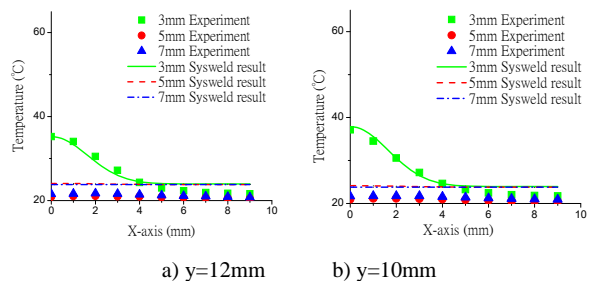 60
40
20
Temperature (℃)
3mm Experiment
5mm Experiment
7mm Experiment
3mm Sysweld result
5mm Sysweld result
7mm Sysweld result
0 2 4 6 8 10
X-axis (mm)
a) y=12mm
60
40
20
Temperature (℃)
3mm Experiment
5mm Experiment
7mm Experiment
3mm Sysweld result
5mm Sysweld result
7mm Sysweld result
0 2 4 6 8 10
X-axis (mm)
b) y=10mm